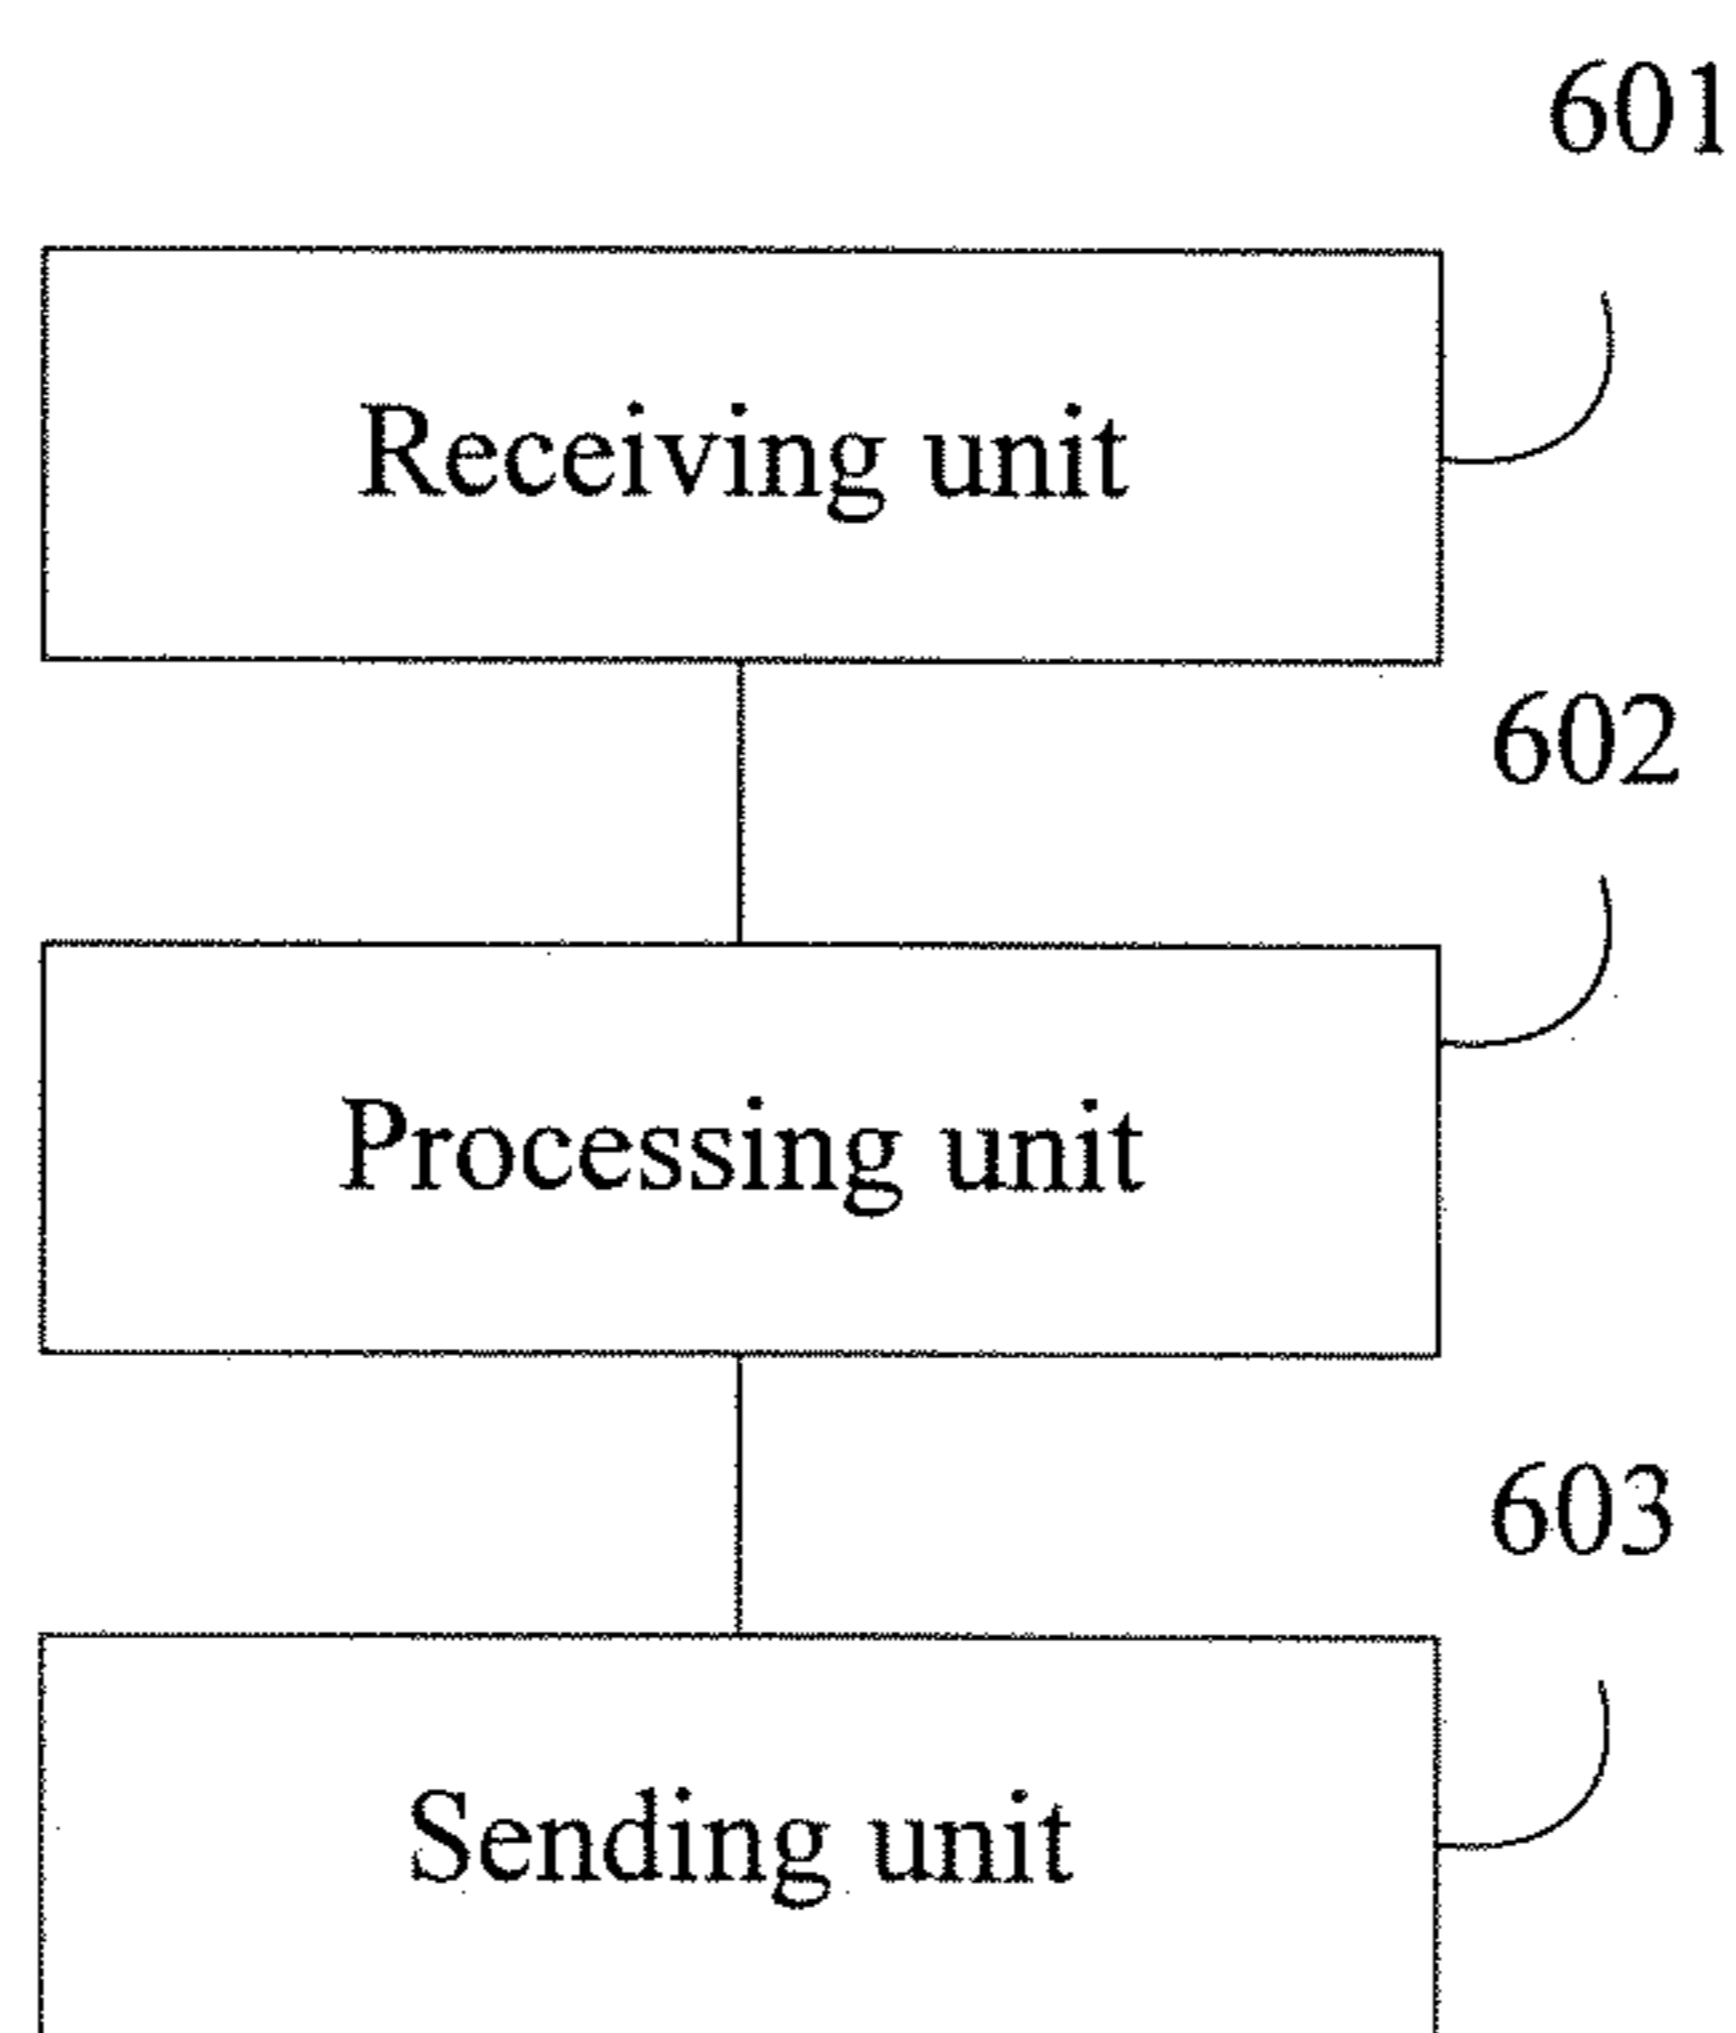 601
Receiving unit
602
Processing unit
603
Sending unit